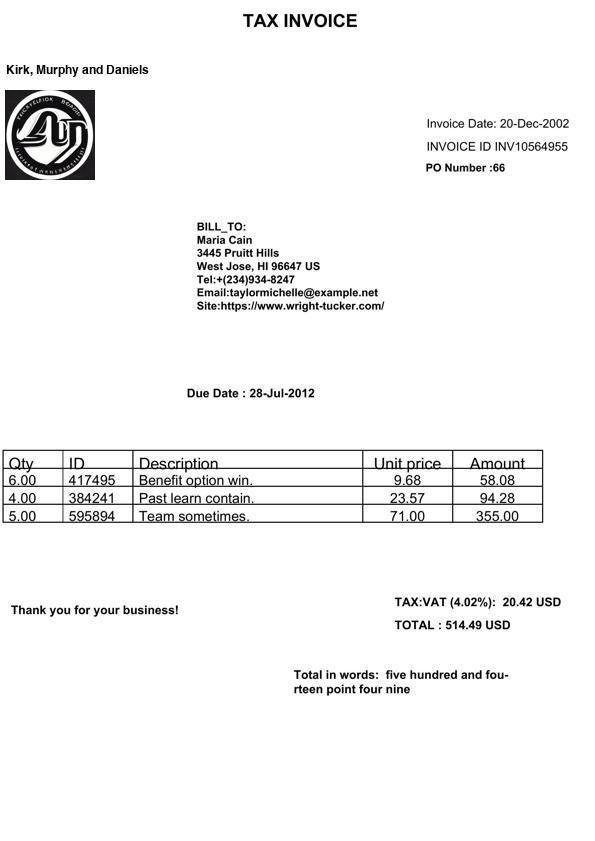 TAX INVOICE
Kirk, Murphy and Daniels
Invoice Date: 20-Dec-2002
INVOICE ID INV10564955
PO Number :66
BILL_TO:
Maria Cain
3445 Pruitt Hills
West Jose, HI 96647 US
Tel:+(234)934-8247
Email:taylormichelle@example.net
Site:https://www.wright-tucker.com/
Due Date : 28-Jul-2012
Qty ID Description Unit price Amount
6.00 417495 Benefit option win. 9.68 58.08
4.00 384241 Past learn contain. 23.57 94.28
5.00 595894 Team sometimes. 71.00 355.00
TAX:VAT (4.02%): 20.42 USD
Thank you for your business!
TOTAL : 514.49 USD
Total in words: five hundred and fou-
rteen point four nine